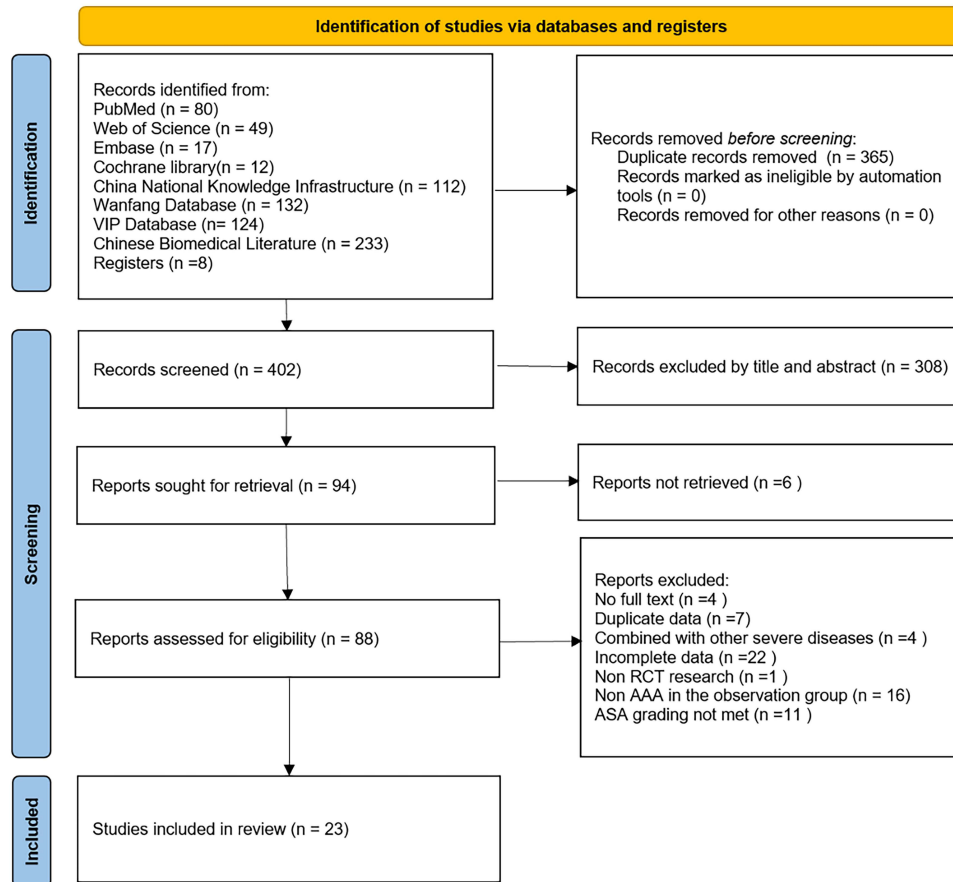 Identification of studies via databases and registers
Identification
Records identified from:
PubMed (n = 80)
Web of Science (n = 49)
Embase (n = 17)
Cochrane library(n = 12)
China National Knowledge Infrastructure (n = 112)
Wanfang Database (n = 132)
VIP Database (n= 124)
Chinese Biomedical Literature (n = 233)
Registers (n =8)
Records removed before screening:
Duplicate records removed (n = 365)
Records marked as ineligible by automation
tools (n = 0)
Records removed for other reasons (n = 0)
Screening
Records screened (n = 402)
Records excluded by title and abstract (n = 308)
Reports sought for retrieval (n = 94)
Reports not retrieved (n =6 )
Reports assessed for eligibility (n = 88)
Reports excluded:
No full text (n =4 )
Duplicate data (n =7)
Combined with other severe diseases (n =4 )
Incomplete data (n =22 )
Non RCT research (n =1 )
Non AAA in the observation group (n = 16)
ASA grading not met (n =11 )
Included
Studies included in review (n = 23)